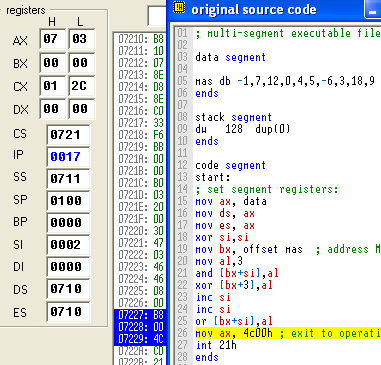 registers
H L
AX 07 03
BX 00 00
CX 01 2C
DX 00 00
CS 0721
IP 0017
SS 0711
SP 0100
BP 0000
SI 0002
DI 0000
DS 0710
ES 0710
07210: B8
07211: 10
07212: 07
07213: 8E
07214: D8
07215: 8E
07216: C0
07217: 33
07218: F6
07219: BB
0721A: 00
0721B: 00
0721C: B0
0721D: 03
0721E: 20
0721F: 00
07220: 30
07221: 47
07222: 03
07223: 46
07224: 46
07225: 08
07226: 00
07227: B8
07228: 00
07229: 4C
0722A: CD
0722B: 21
original source code
01 ; multi-segment executable file
02
03 data segment
04
05 mas db -1,7,12,0,4,5,-6,3,18,9
06 ends
07
08 stack segment
09 dw 128 dup(0)
10 ends
11
12 code segment
13 start:
14 ; set segment registers:
15 mov ax, data
16 mov ds, ax
17 mov es, ax
18 xor si,si
19 mov bx, offset mas ; address M
20 mov al,3
21 and [bx+si],al
22 xor [bx+3],al
23 inc si
24 inc si
25 or [bx+si],al
26 mov ax, 4c00h ; exit to operati
27 int 21h
28 ends